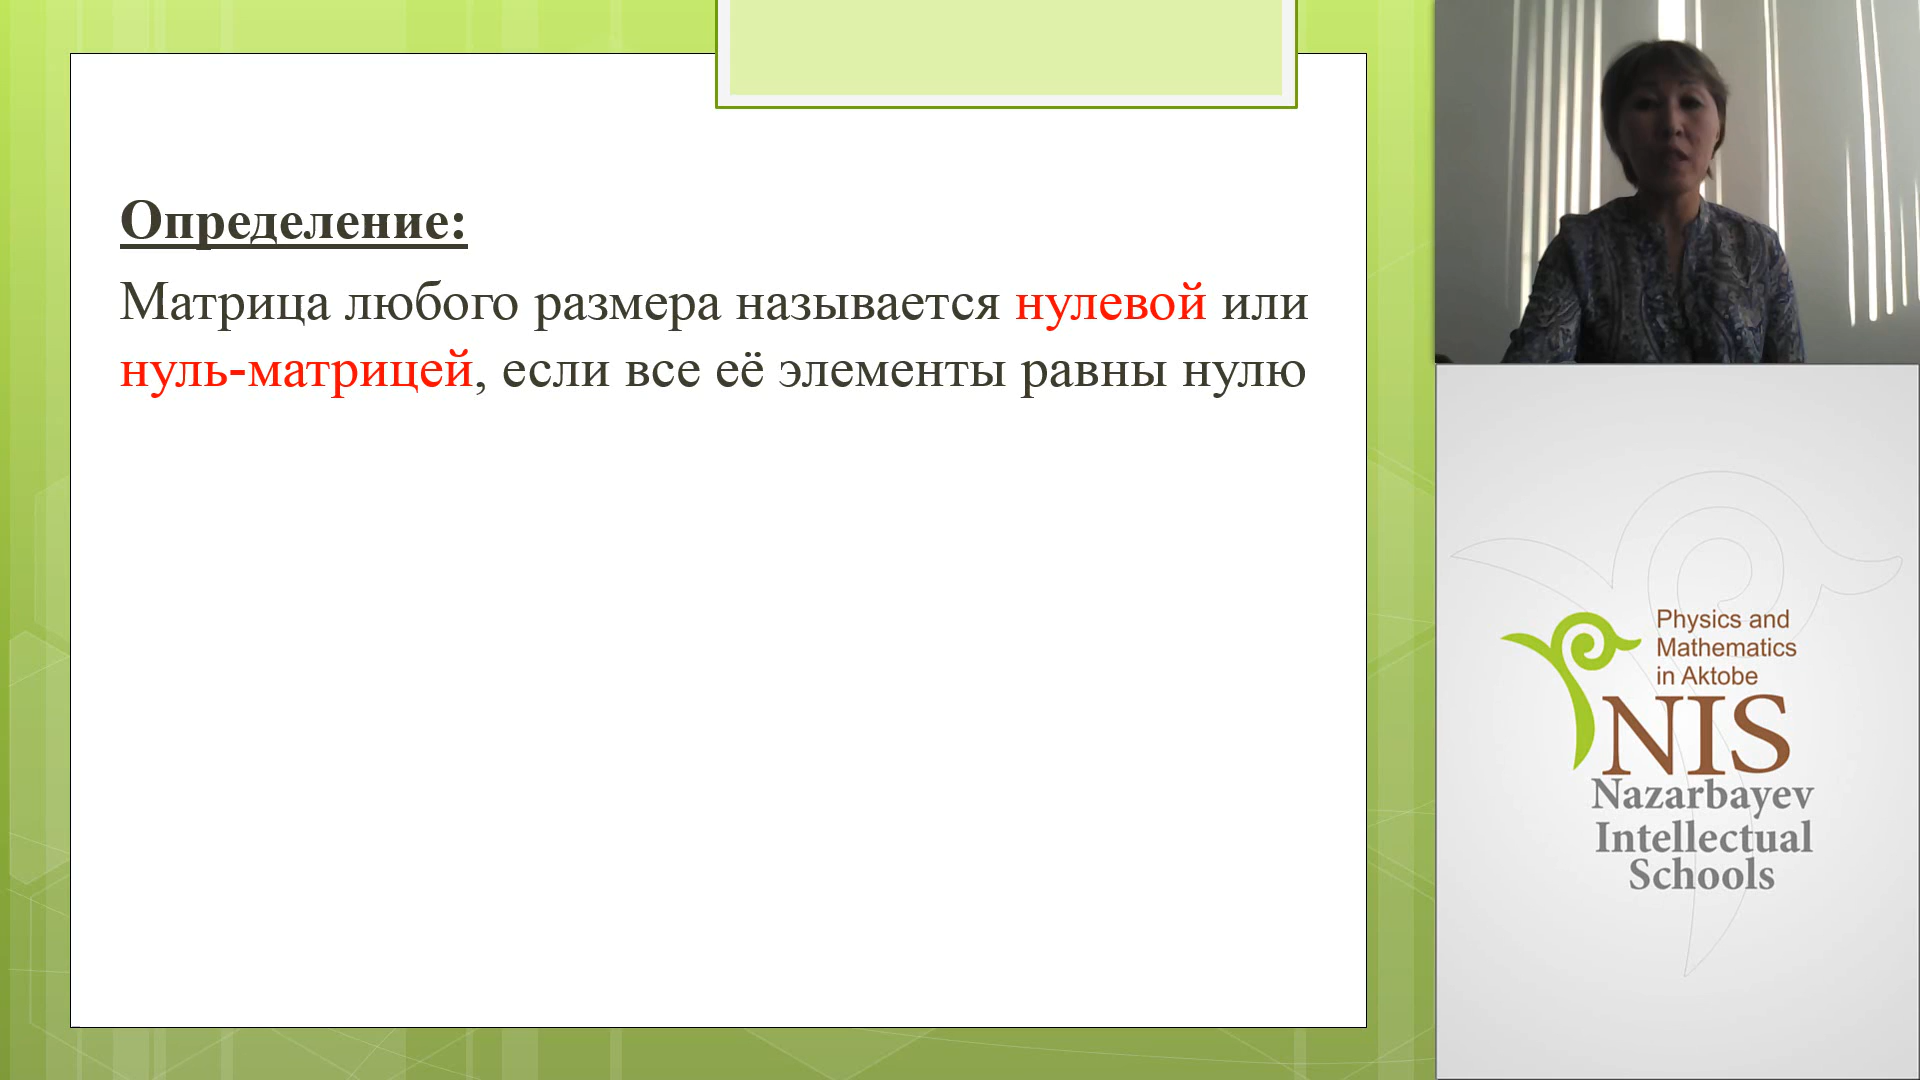 Определение:
Матрица любого размера называется нулевой или
нуль-матрицей, если все её элементы равны нулю
Physics and
Mathematics
in Aktobe
NIS
Nazarbayev
Intellectual
Schools